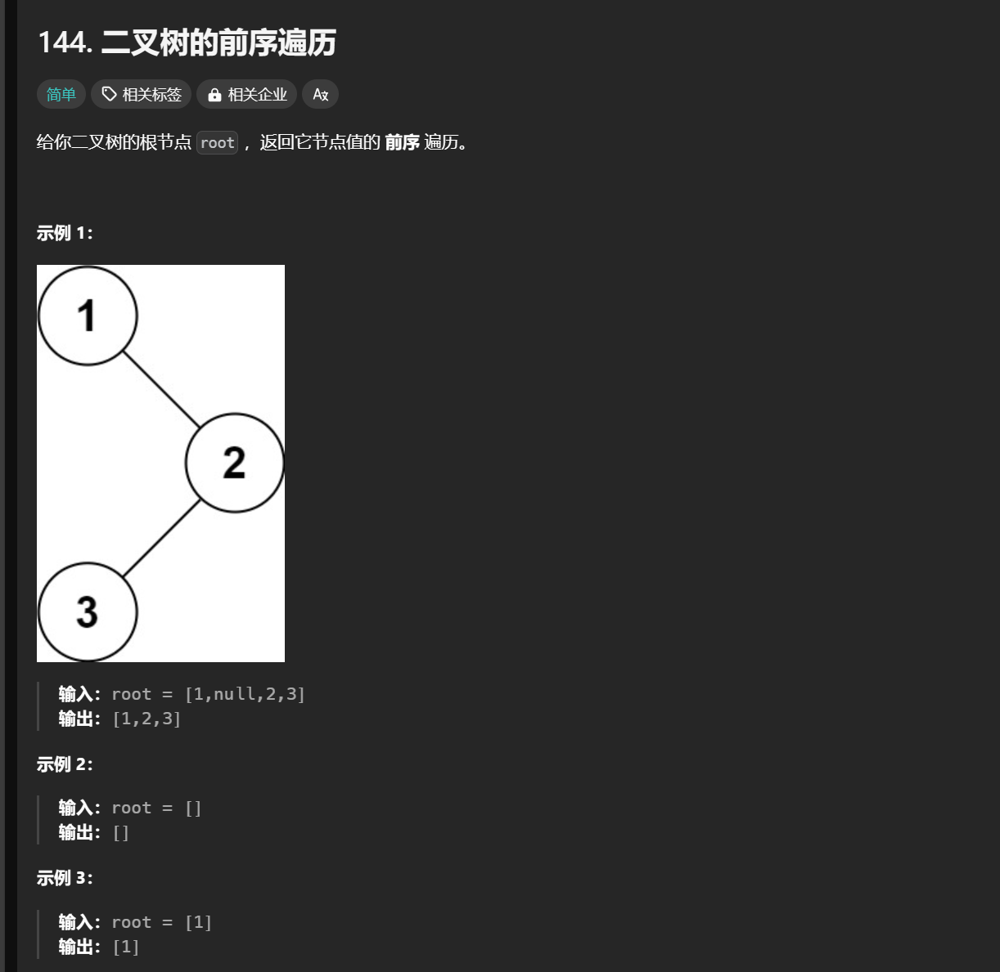 144. 二叉树的前序遍历
简单 相关标签 相关企业 A文
给你二叉树的根节点 root ，返回它节点值的 前序 遍历。
示例 1：
1
2
3
输入：root = [1,null,2,3]
输出：[1,2,3]
示例 2：
输入：root = []
输出：[]
示例 3：
输入：root = [1]
输出：[1]